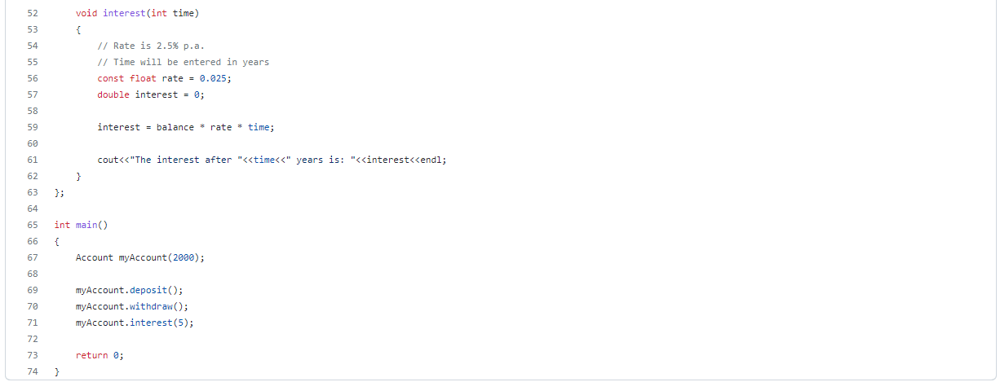 52 void interest(int time)
53 {
54 // Rate is 2.5% p.a.
55 // Time will be entered in years
56 const float rate = 0.025;
57 double interest = 0;
58
59 interest = balance * rate * time;
60
61 cout<<"The interest after "<<time<<" years is: "<<interest<<endl;
62 }
63 };
64
65 int main()
66 {
67 Account myAccount(2000);
68
69 myAccount.deposit();
70 myAccount.withdraw();
71 myAccount.interest(5);
72
73 return 0;
74 }